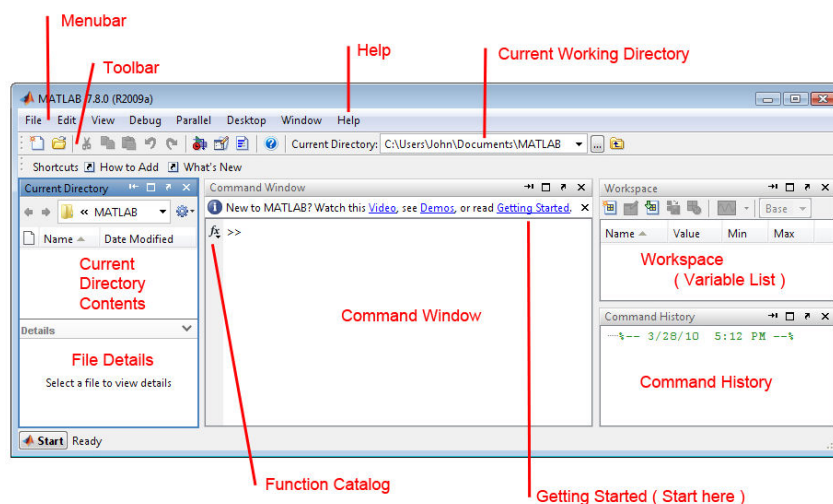 Menubar
Help
Current Working Directory
Toolbar
MATLAB 7.8.0 (R2009a)
File Edit View Debug Parallel Desktop Window Help
Current Directory: C:\Users\John\Documents\MATLAB ...
Shortcuts How to Add What's New
Current Directory
« MATLAB
Name Date Modified
Current
Directory
Contents
Details
File Details
Select a file to view details
Command Window
New to MATLAB? Watch this Video, see Demos, or read Getting Started.
fx >>
Command Window
Workspace
Base
Name Value Min Max
Workspace
( Variable List )
Command History
%-- 3/28/10 5:12 PM --%
Command History
Start Ready
Function Catalog
Getting Started ( Start here )